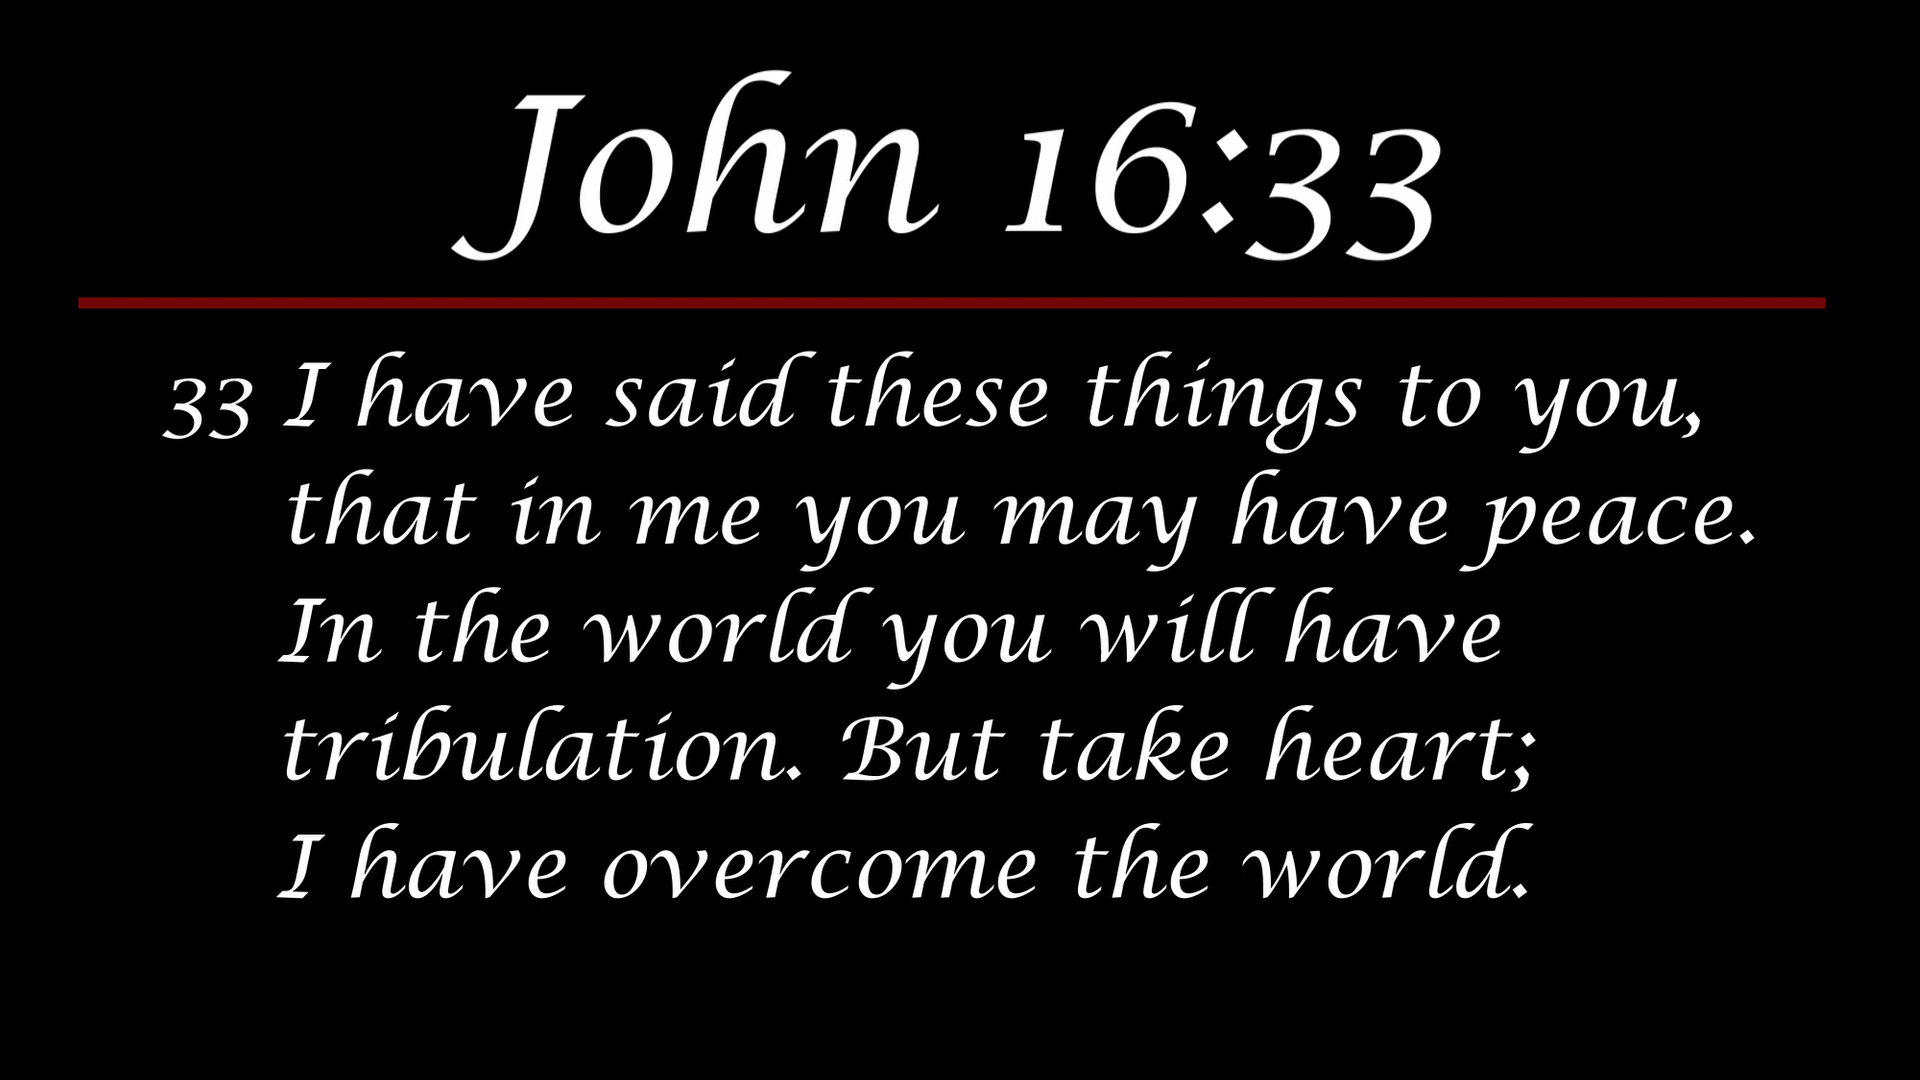 John 16:33
33 I have said these things to you,
that in me you may have peace.
In the world you will have
tribulation. But take heart;
I have overcome the world.